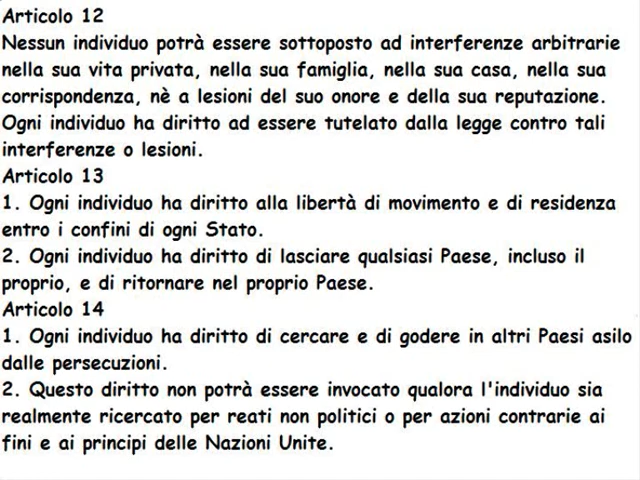 Articolo 12
Nessun individuo potrà essere sottoposto ad interferenze arbitrarie
nella sua vita privata, nella sua famiglia, nella sua casa, nella sua
corrispondenza, nè a lesioni del suo onore e della sua reputazione.
Ogni individuo ha diritto ad essere tutelato dalla legge contro tali
interferenze o lesioni.
Articolo 13
1. Ogni individuo ha diritto alla libertà di movimento e di residenza
entro i confini di ogni Stato.
2. Ogni individuo ha diritto di lasciare qualsiasi Paese, incluso il
proprio, e di ritornare nel proprio Paese.
Articolo 14
1. Ogni individuo ha diritto di cercare e di godere in altri Paesi asilo
dalle persecuzioni.
2. Questo diritto non potrà essere invocato qualora l'individuo sia
realmente ricercato per reati non politici o per azioni contrarie ai
fini e ai principi delle Nazioni Unite.